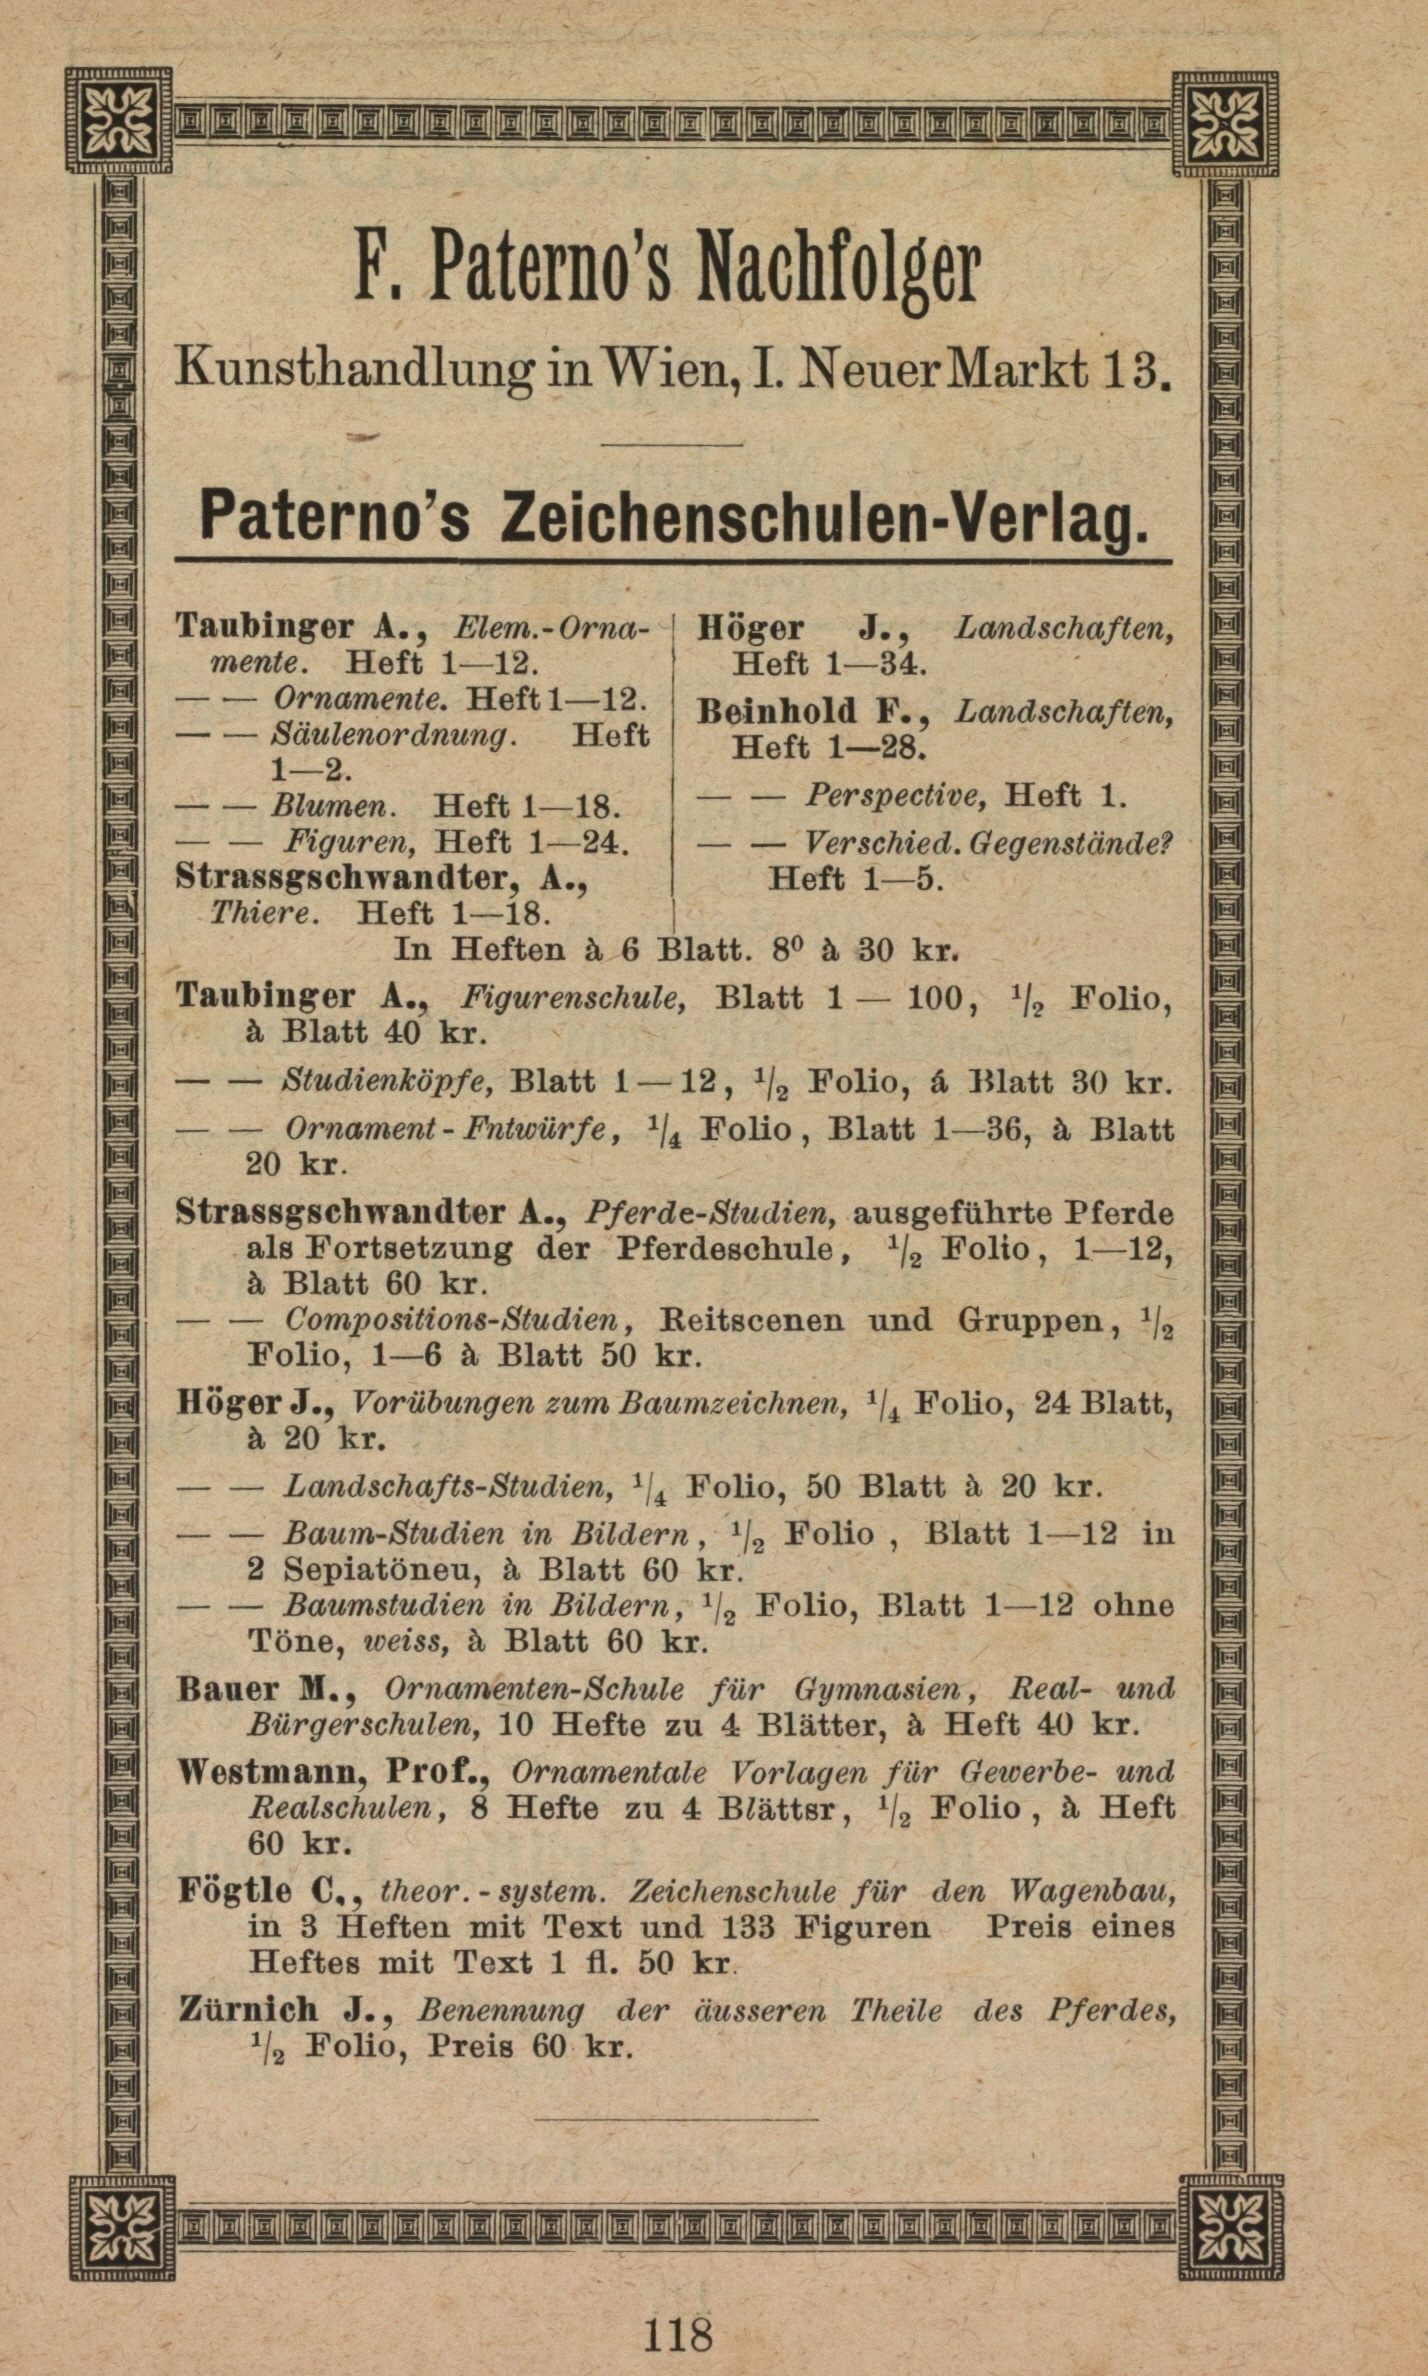 F. Paterno's Nachfolger
Kunsthandlung in Wien, I. Neuer Markt 13.
Paterno's Zeichenschulen-Verlag.
Taubinger A., Elem.-Orna-
mente. Heft 1—12.
— — Ornamente. Heft 1—12.
— — Säulenordnung. Heft
1—2.
— — Blumen. Heft 1—18.
— — Figuren, Heft 1—24.
Strassgschwandter, A.,
Thiere. Heft 1—18.
Höger J., Landschaften,
Heft 1—34.
Beinhold F., Landschaften,
Heft 1—28.
— — Perspective, Heft 1.
— — Verschied. Gegenstände?
Heft 1—5.
In Heften à 6 Blatt. 8⁰ à 30 kr.
Taubinger A., Figurenschule, Blatt 1 — 100, ½ Folio,
à Blatt 40 kr.
— — Studienköpfe, Blatt 1—12, ½ Folio, á Blatt 30 kr.
— — Ornament-Fntwürfe, ¼ Folio, Blatt 1—36, à Blatt
20 kr.
Strassgschwandter A., Pferde-Studien, ausgeführte Pferde
als Fortsetzung der Pferdeschule, ½ Folio, 1—12,
à Blatt 60 kr.
— — Compositions-Studien, Reitscenen und Gruppen, ½
Folio, 1—6 à Blatt 50 kr.
Höger J., Vorübungen zum Baumzeichnen, ¼ Folio, 24 Blatt,
à 20 kr.
— — Landschafts-Studien, ¼ Folio, 50 Blatt à 20 kr.
— — Baum-Studien in Bildern, ½ Folio, Blatt 1—12 in
2 Sepiatöneu, à Blatt 60 kr.
— — Baumstudien in Bildern, ½ Folio, Blatt 1—12 ohne
Töne, weiss, à Blatt 60 kr.
Bauer M., Ornamenten-Schule für Gymnasien, Real- und
Bürgerschulen, 10 Hefte zu 4 Blätter, à Heft 40 kr.
Westmann, Prof., Ornamentale Vorlagen für Gewerbe- und
Realschulen, 8 Hefte zu 4 Blättsr, ½ Folio, à Heft
60 kr.
Fögtle C., theor.-system. Zeichenschule für den Wagenbau,
in 3 Heften mit Text und 133 Figuren Preis eines
Heftes mit Text 1 fl. 50 kr.
Zürnich J., Benennung der äusseren Theile des Pferdes,
½ Folio, Preis 60 kr.
118